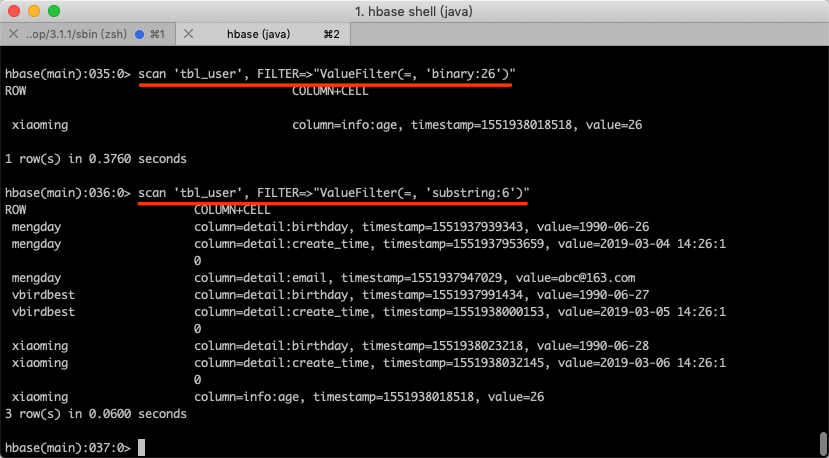 1. hbase shell (java)
..op/3.1.1/sbin (zsh) ⌘1 hbase (java) ⌘2
hbase(main):035:0> scan 'tbl_user', FILTER=>"ValueFilter(=, 'binary:26')"
ROW COLUMN+CELL
xiaoming column=info:age, timestamp=1551938018518, value=26
1 row(s) in 0.3760 seconds
hbase(main):036:0> scan 'tbl_user', FILTER=>"ValueFilter(=, 'substring:6')"
ROW COLUMN+CELL
mengday column=detail:birthday, timestamp=1551937939343, value=1990-06-26
mengday column=detail:create_time, timestamp=1551937953659, value=2019-03-04 14:26:1
0
mengday column=detail:email, timestamp=1551937947029, value=abc@163.com
vbirdbest column=detail:birthday, timestamp=1551937991434, value=1990-06-27
vbirdbest column=detail:create_time, timestamp=1551938000153, value=2019-03-05 14:26:1
0
xiaoming column=detail:birthday, timestamp=1551938023218, value=1990-06-28
xiaoming column=detail:create_time, timestamp=1551938032145, value=2019-03-06 14:26:1
0
xiaoming column=info:age, timestamp=1551938018518, value=26
3 row(s) in 0.0600 seconds
hbase(main):037:0>